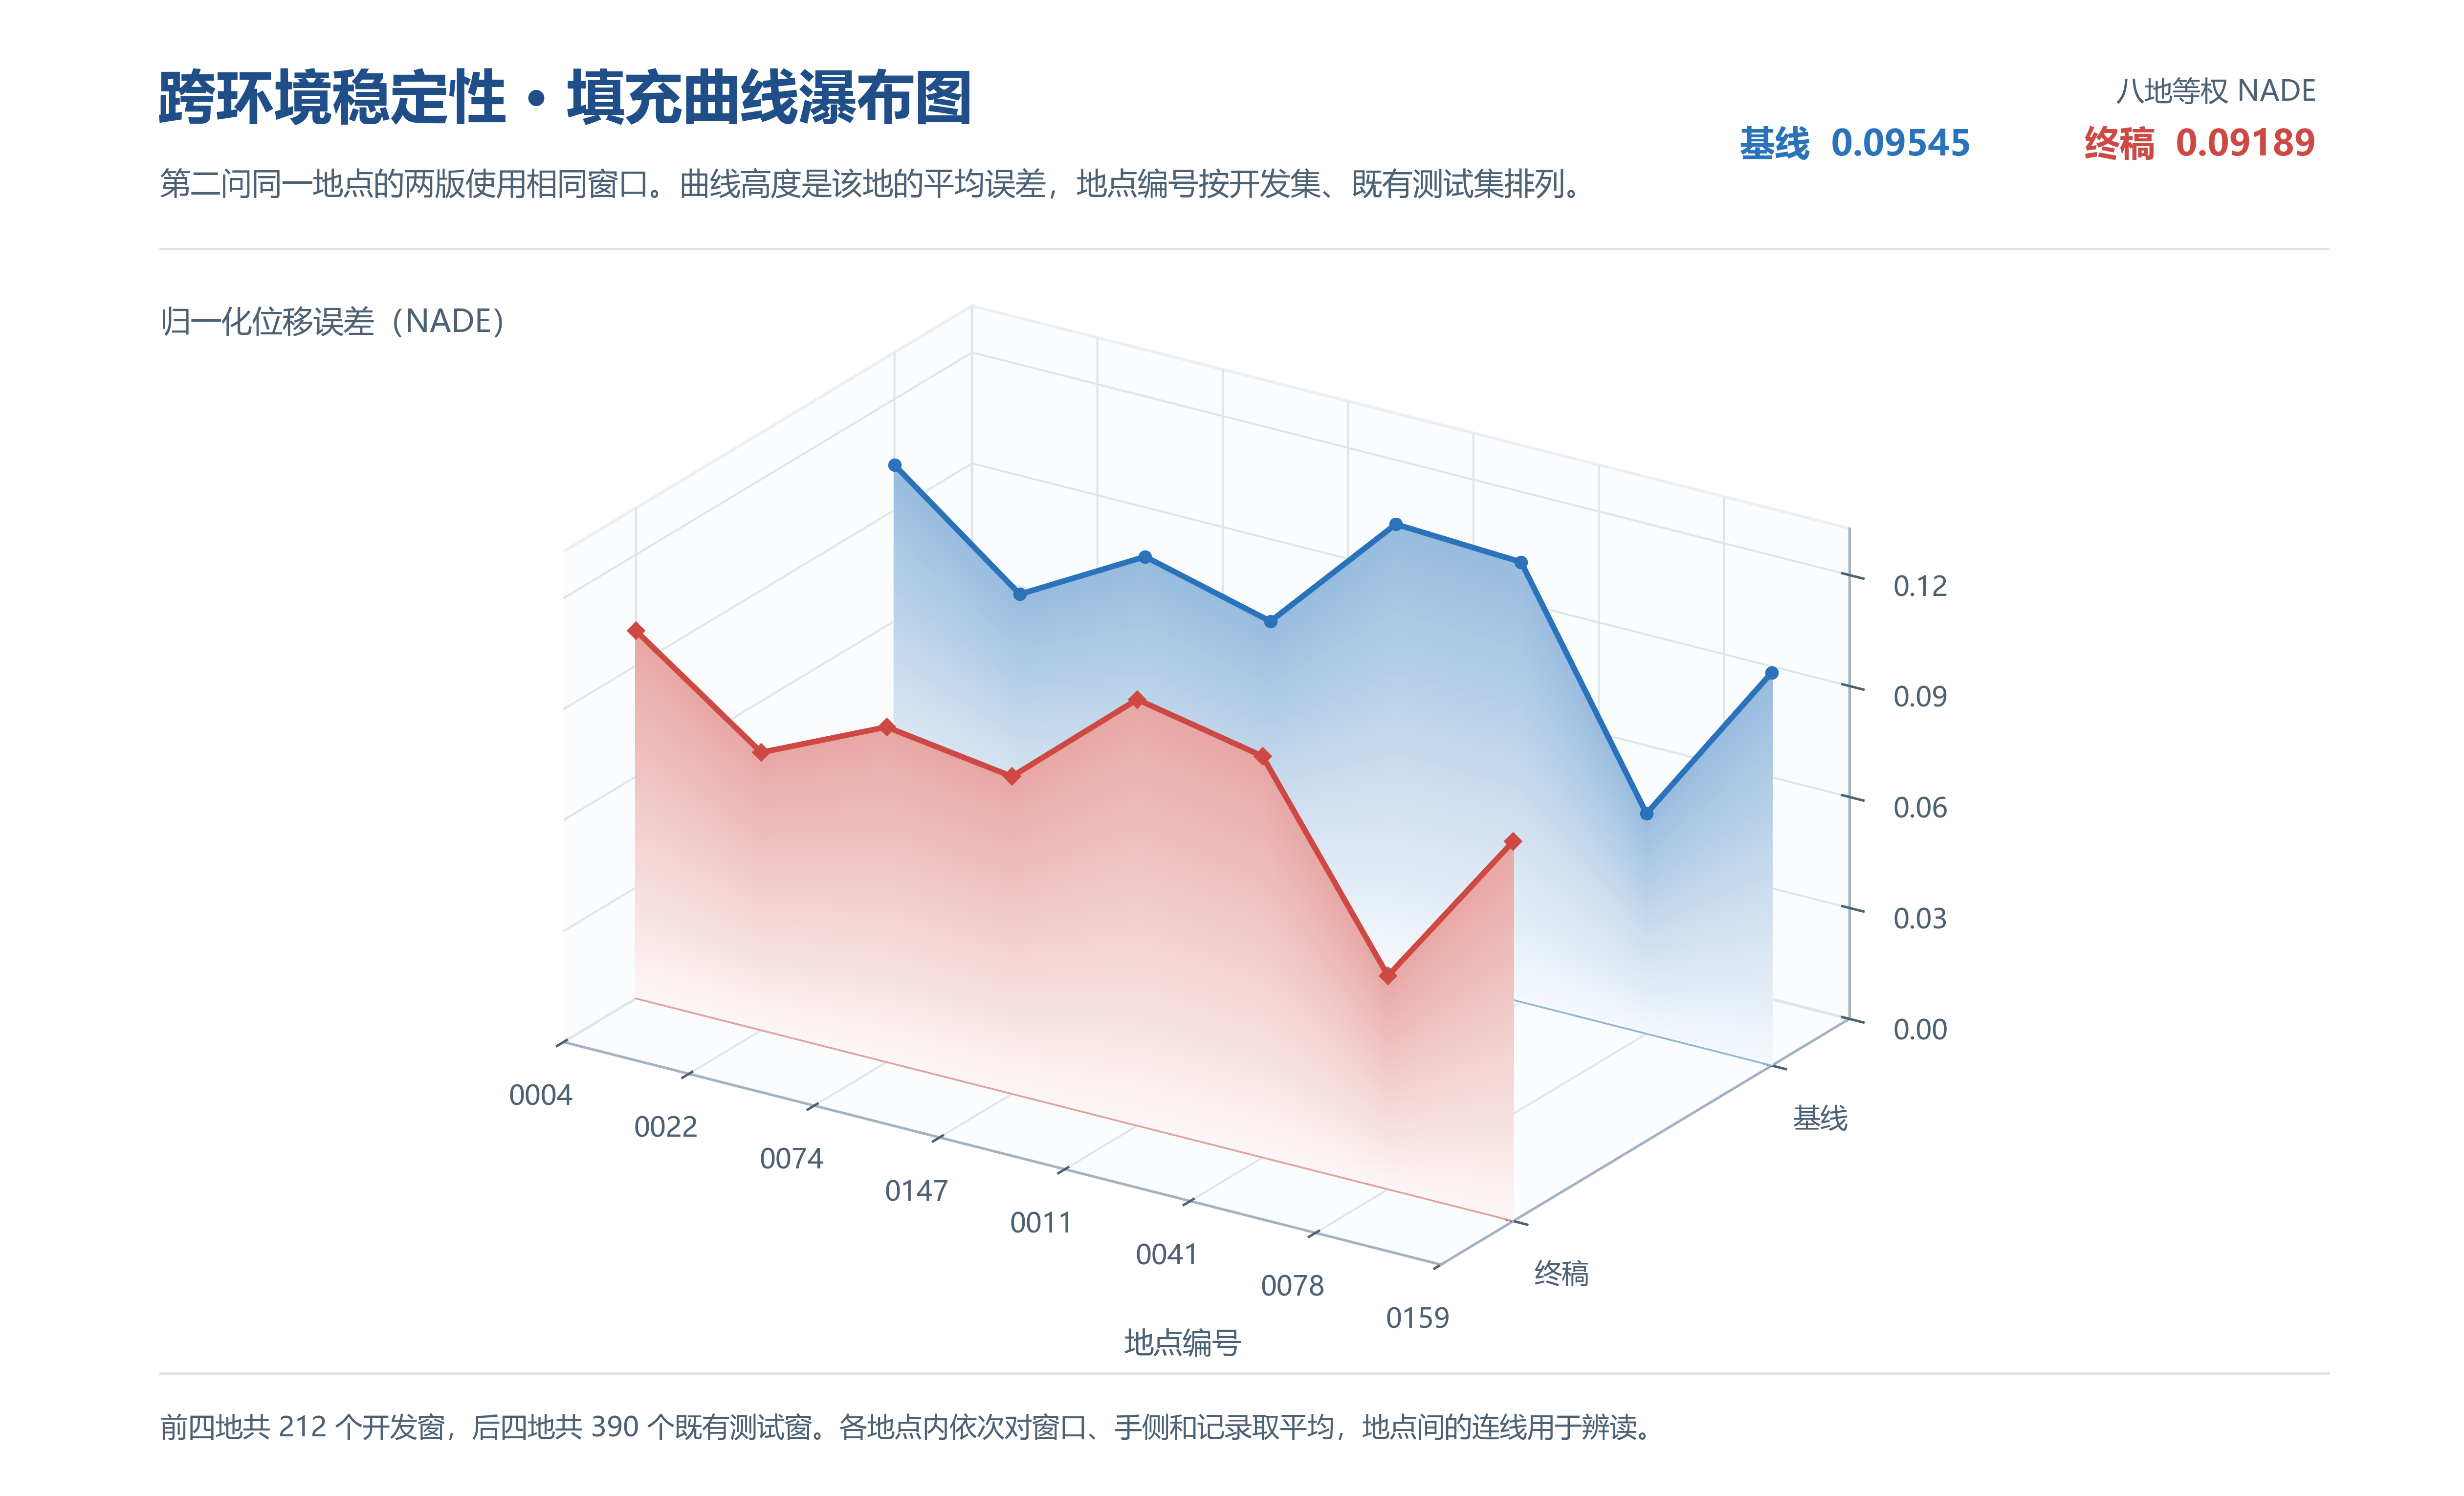 跨环境稳定性·填充曲线瀑布图
八地等权 NADE
基线 0.09545 终稿 0.09189
第二问同一地点的两版使用相同窗口。曲线高度是该地的平均误差，地点编号按开发集、既有测试集排列。
归一化位移误差（NADE）
0.12
0.09
0.06
0.03
0.00
基线
终稿
0004
0022
0074
0147
0011
0041
0078
0159
地点编号
前四地共 212 个开发窗，后四地共 390 个既有测试窗。各地点内依次对窗口、手侧和记录取平均，地点间的连线用于辨读。